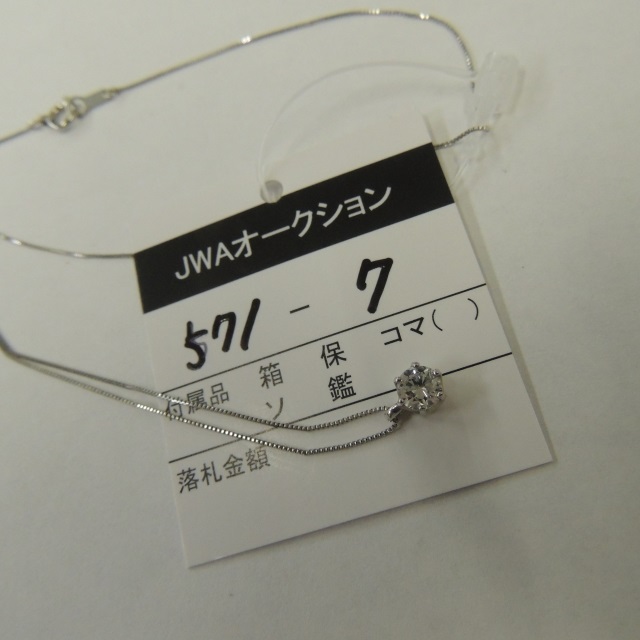 JWAオークション
571-7
付属品 箱 保 コマ( )
ソ 鑑
落札金額